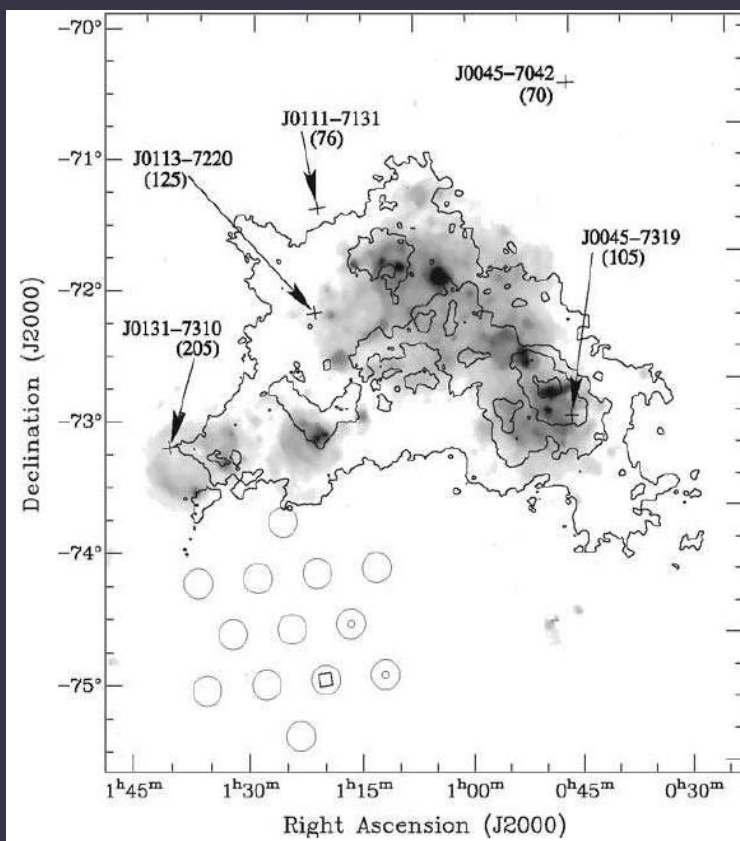 −70°
J0045−7042
(70)
J0111−7131
(76)
−71°
J0113−7220
(125)
J0045−7319
(105)
−72°
J0131−7310
(205)
−73°
−74°
−75°
Declination (J2000)
1ʰ45ᵐ 1ʰ30ᵐ 1ʰ15ᵐ 1ʰ00ᵐ 0ʰ45ᵐ 0ʰ30ᵐ
Right Ascension (J2000)